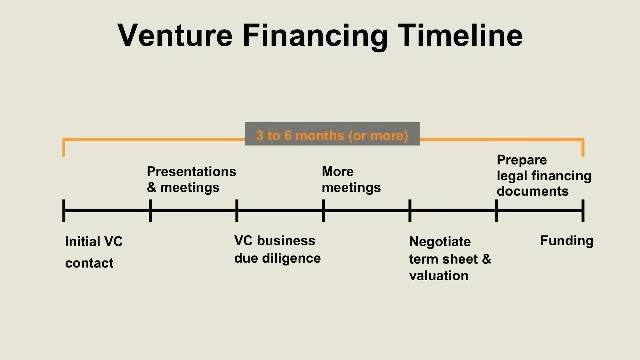 Venture Financing Timeline
3 to 6 months (or more)
Presentations
& meetings
More
meetings
Prepare
legal financing
documents
Initial VC
contact
VC business
due diligence
Negotiate
term sheet &
valuation
Funding